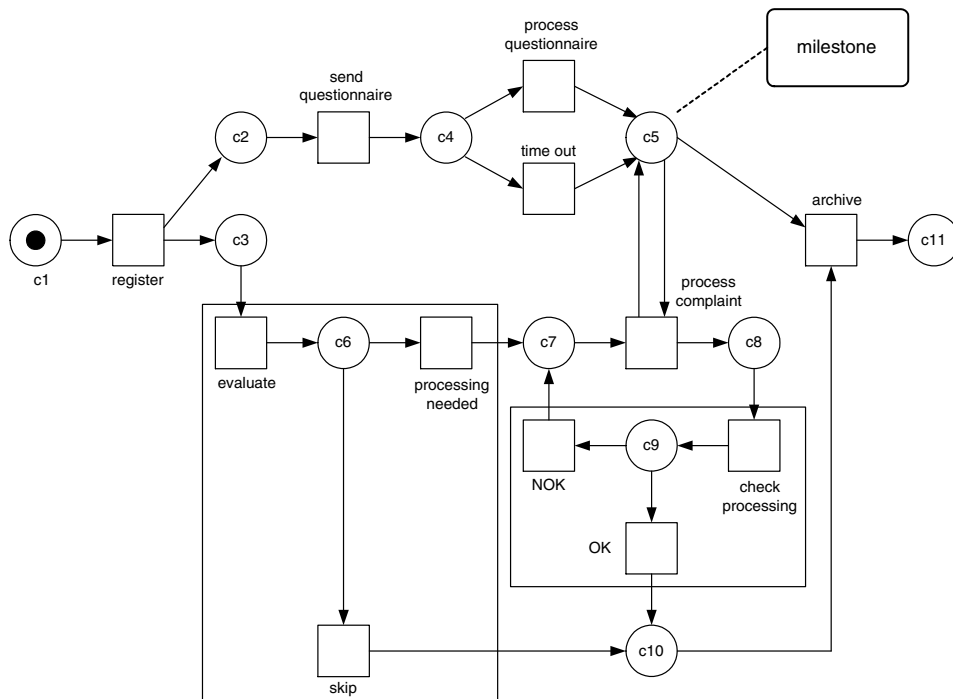 process
questionnaire
milestone
send
questionnaire
c2
c4
time out
c5
archive
c1
register
c3
c11
process
complaint
evaluate
c6
processing
needed
c7
c8
NOK
c9
check
processing
OK
skip
c10